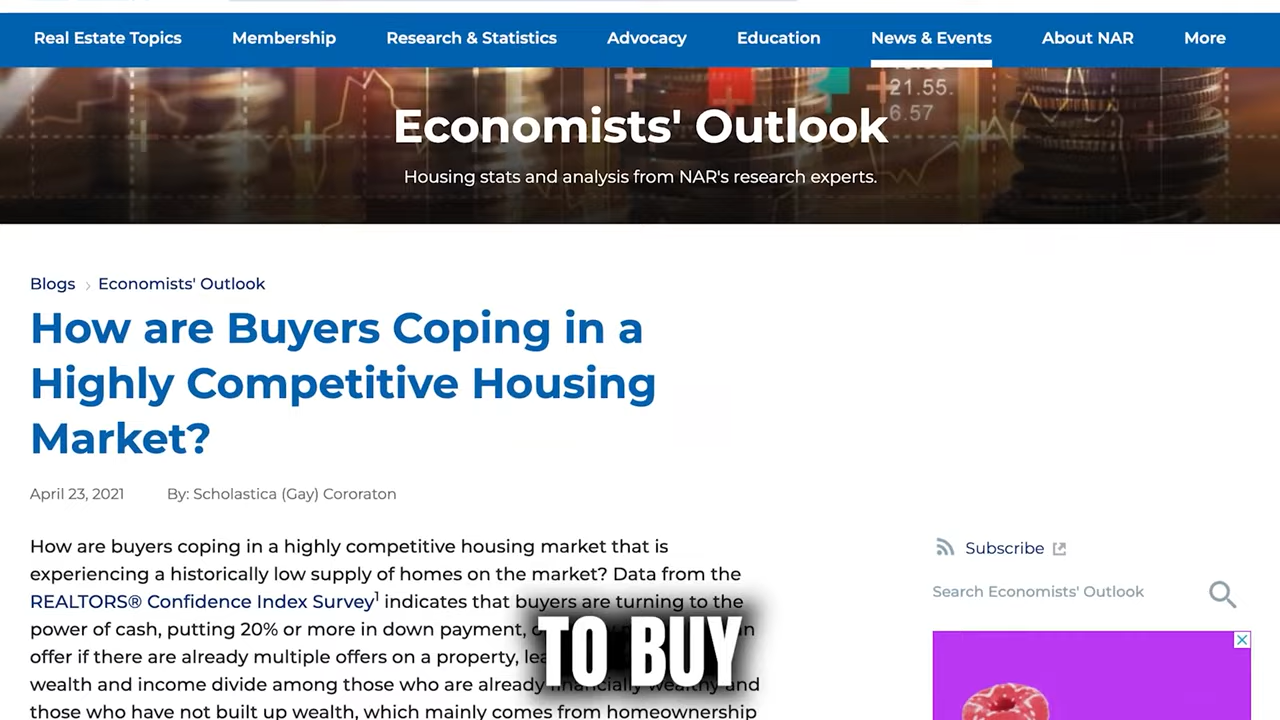 Real Estate Topics Membership Research & Statistics Advocacy Education News & Events About NAR More
21.55.
6.57
Economists' Outlook
Housing stats and analysis from NAR's research experts.
Blogs › Economists' Outlook
How are Buyers Coping in a
Highly Competitive Housing
Market?
April 23, 2021 By: Scholastica (Gay) Cororaton
How are buyers coping in a highly competitive housing market that is
experiencing a historically low supply of homes on the market? Data from the
REALTORS® Confidence Index Survey¹ indicates that buyers are turning to the
power of cash, putting 20% or more in down payment,
offer if there are already multiple offers on a property,
wealth and income divide among those who are already financially wealthy and
those who have not built up wealth, which mainly comes from homeownership
TO BUY
Subscribe
Search Economists' Outlook